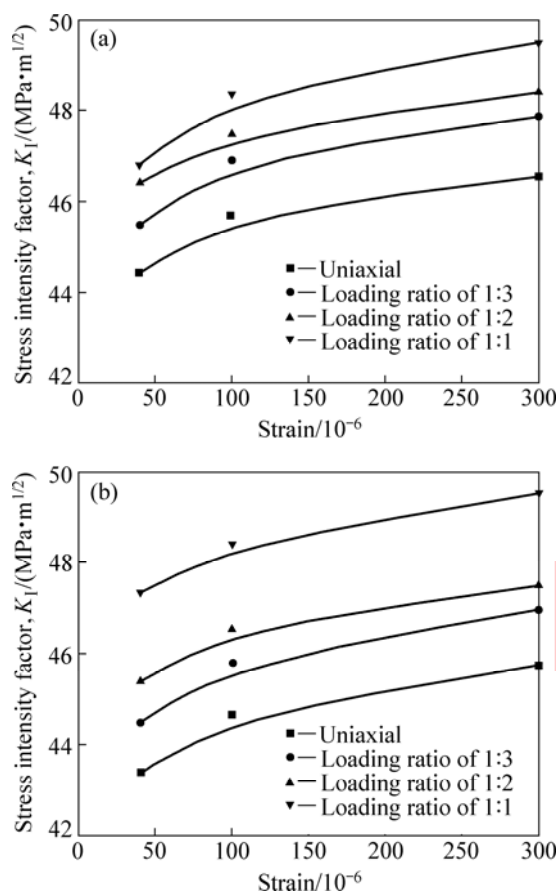 (a)
Stress intensity factor, K_I/(MPa•m^{1/2})
50
48
46
44
42
0
50
100
150
200
250
300
Strain/10^{-6}
Uniaxial
Loading ratio of 1:3
Loading ratio of 1:2
Loading ratio of 1:1
(b)
Stress intensity factor, K_I/(MPa•m^{1/2})
50
48
46
44
42
0
50
100
150
200
250
300
Strain/10^{-6}
Uniaxial
Loading ratio of 1:3
Loading ratio of 1:2
Loading ratio of 1:1